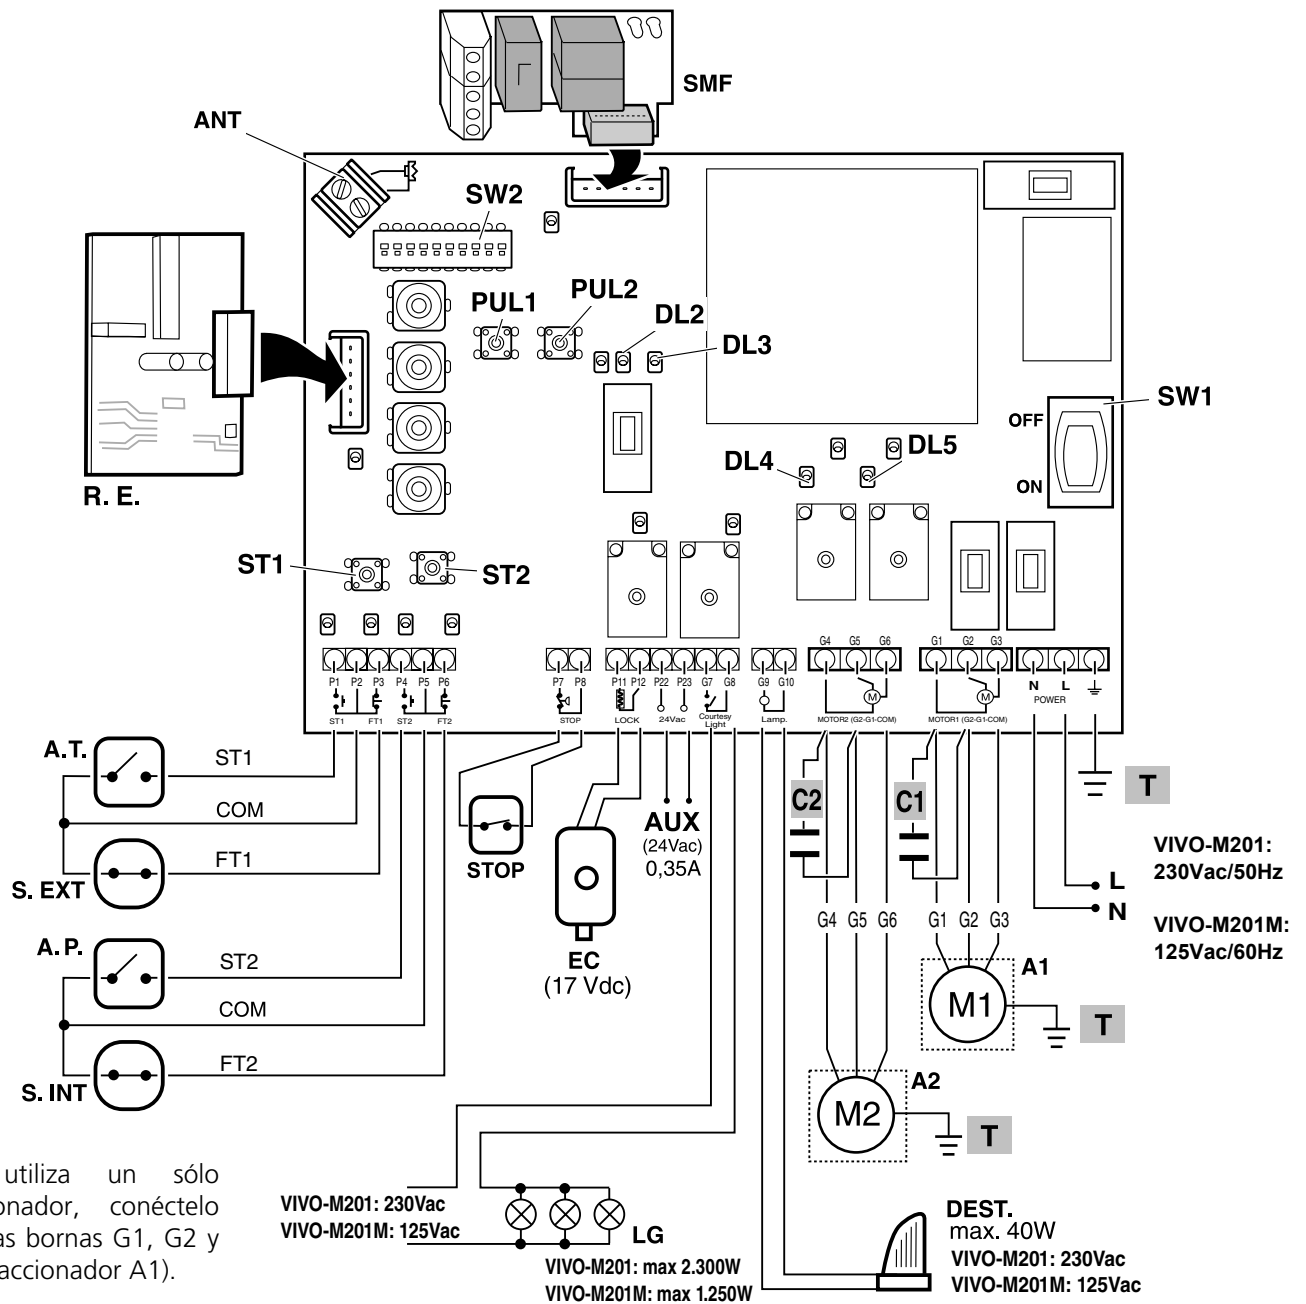 SMF
ANT
SW2
PUL1
PUL2
DL2
DL3
SW1
OFF
ON
DL4
DL5
R. E.
ST1
ST2
G4 G5 G6
G1 G2 G3
P1 P2 P3 P4 P5 P6
P7 P8
P11 P12 P22 P23 G7 G8
G9 G10
N L
POWER
ST1 FT1 ST2 FT2
STOP
LOCK
24Vac
Courtesy
Light
Lamp.
M
MOTOR2 (G2-G1-COM)
M
MOTOR1 (G2-G1-COM)
A.T.
ST1
COM
FT1
S. EXT
A.P.
ST2
COM
FT2
S. INT
STOP
EC
(17 Vdc)
AUX
(24Vac)
0,35A
C2
C1
T
VIVO-M201:
230Vac/50Hz
L
N
VIVO-M201M:
125Vac/60Hz
G4 G5 G6
G1 G2 G3
A1
M1
T
A2
M2
T
utiliza un sólo
onador, conéctelo
as bornas G1, G2 y
accionador A1).
VIVO-M201: 230Vac
VIVO-M201M: 125Vac
LG
VIVO-M201: max 2.300W
VIVO-M201M: max 1.250W
DEST.
max. 40W
VIVO-M201: 230Vac
VIVO-M201M: 125Vac